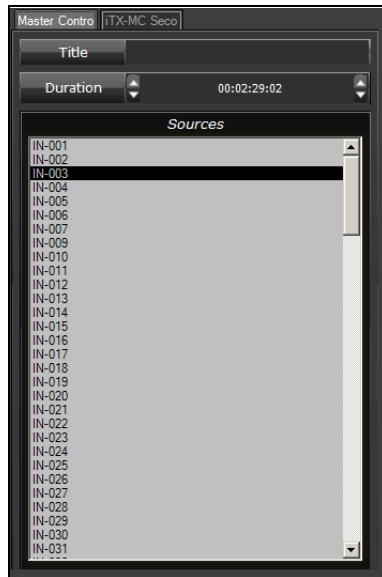 Master Contro iTX-MC Seco
Title
Duration 00:02:29:02
Sources
IN-001
IN-002
IN-003
IN-004
IN-005
IN-006
IN-007
IN-009
IN-010
IN-011
IN-012
IN-013
IN-014
IN-015
IN-016
IN-017
IN-018
IN-019
IN-020
IN-021
IN-022
IN-023
IN-024
IN-025
IN-026
IN-027
IN-028
IN-029
IN-030
IN-031